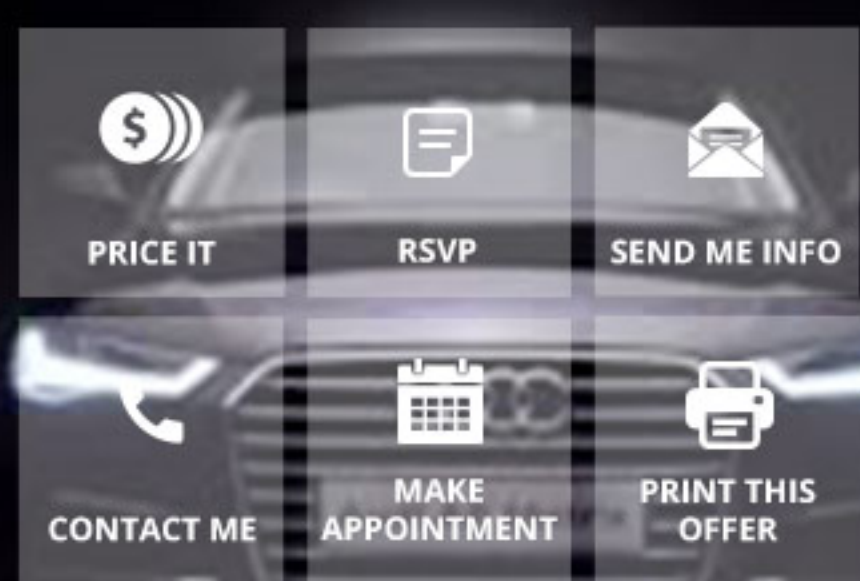 PRICE IT
RSVP
SEND ME INFO
CONTACT ME
MAKE
APPOINTMENT
PRINT THIS
OFFER